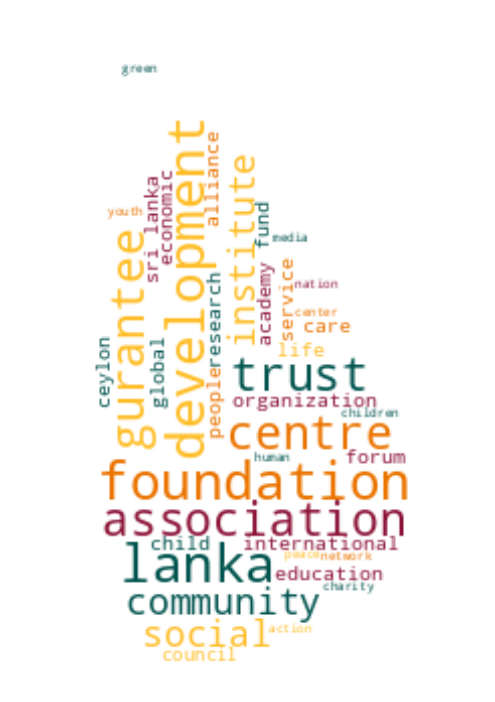 green
development
alliance
institute
economic
sri lanka
youth
fund
gurantee
media
service
academy
research
nation
center
care
ceylon
global
life
people
trust
organization
children
centre
human
forum
foundation
association
child
international
lanka
peace
network
education
charity
community
social
action
council